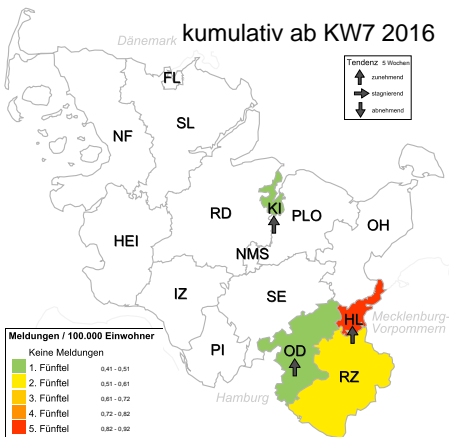 kumulativ ab KW7 2016
Dänemark
Tendenz 5 Wochen
zunehmend
stagnierend
abnehmend
FL
SL
NF
RD
KI
PLO
OH
HEI
NMS
IZ
SE
HL
Mecklenburg-
Vorpommern
PI
OD
RZ
Hamburg
Meldungen / 100.000 Einwohner
Keine Meldungen
1. Fünftel 0,41 - 0,51
2. Fünftel 0,51 - 0,61
3. Fünftel 0,61 - 0,72
4. Fünftel 0,72 - 0,82
5. Fünftel 0,82 - 0,92